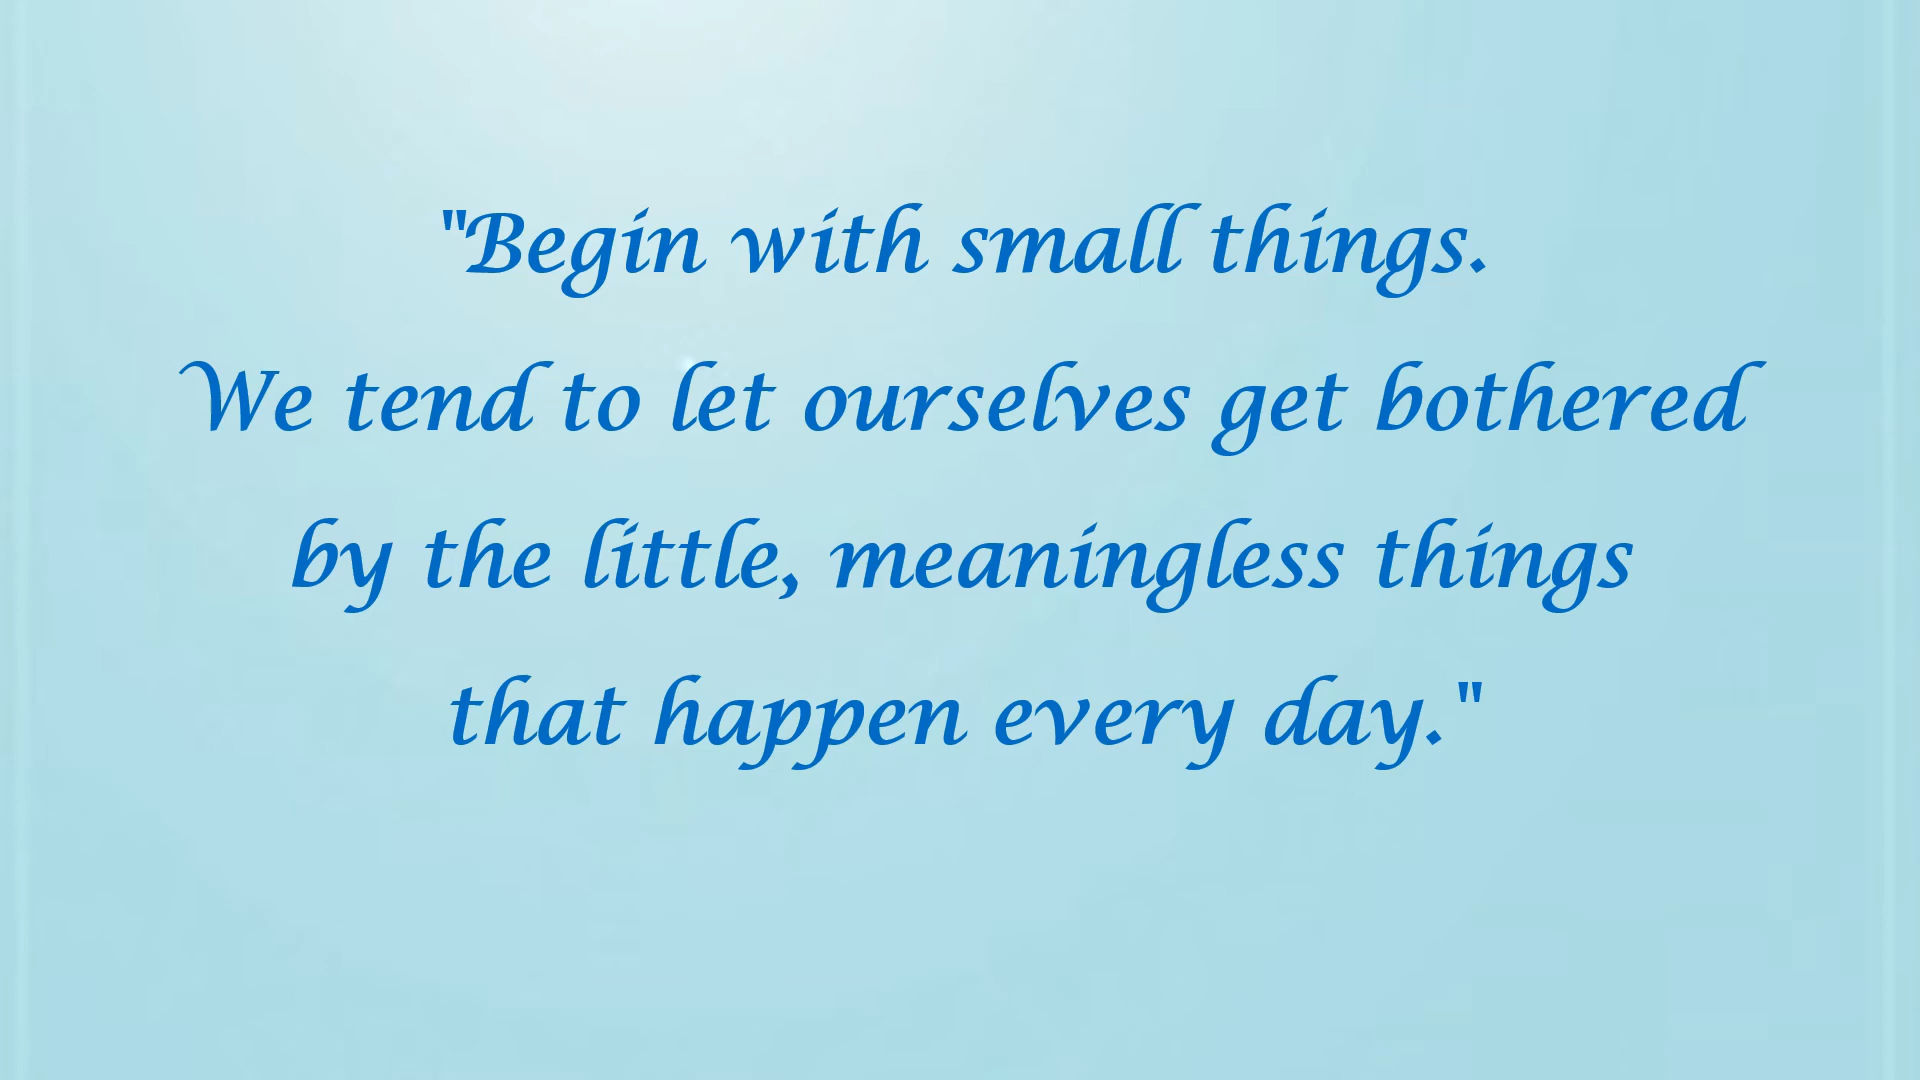 "Begin with small things.
We tend to let ourselves get bothered
by the little, meaningless things
that happen every day."